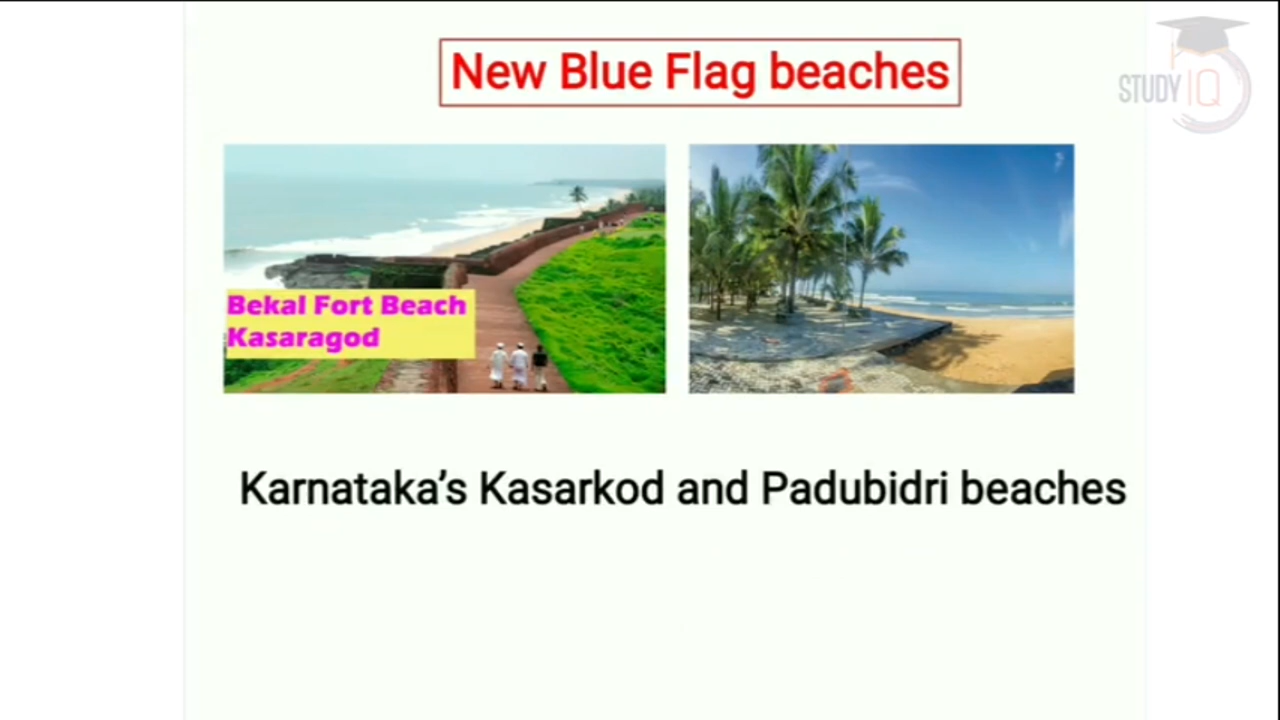 New Blue Flag beaches
STUDY IQ
Bekal Fort Beach
Kasaragod
Karnataka’s Kasarkod and Padubidri beaches